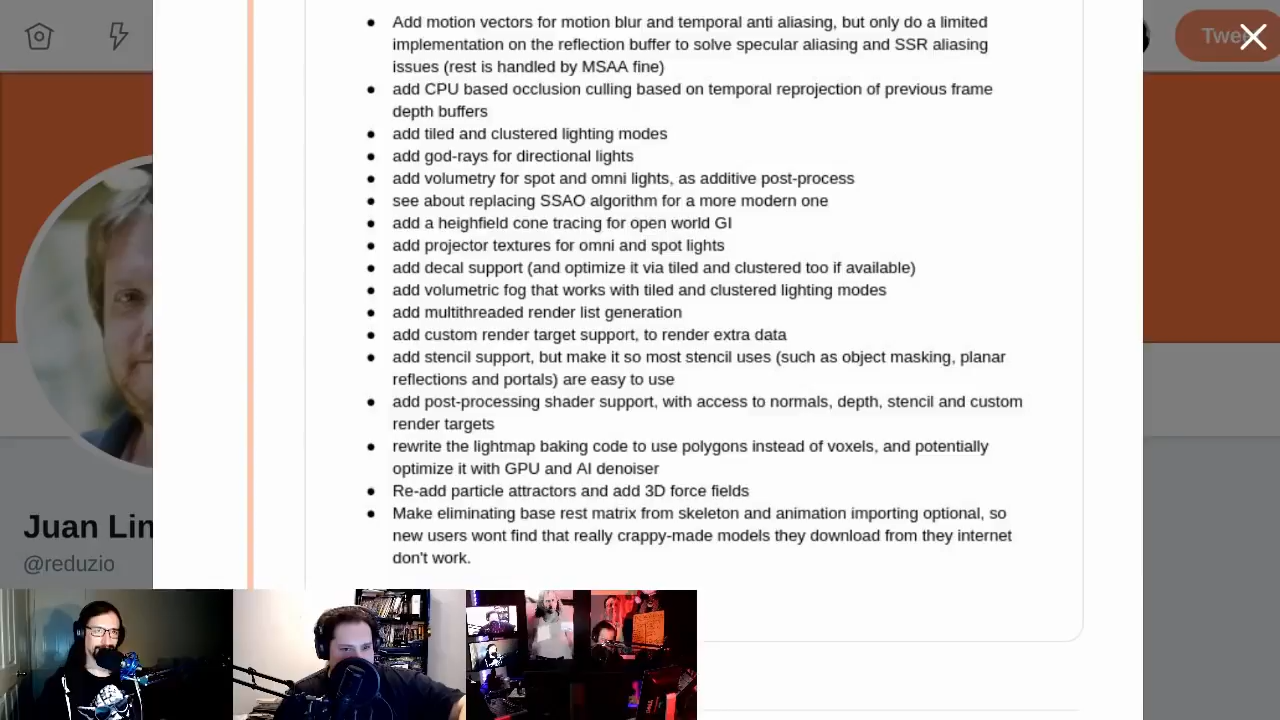 Twee
● Add motion vectors for motion blur and temporal anti aliasing, but only do a limited
implementation on the reflection buffer to solve specular aliasing and SSR aliasing
issues (rest is handled by MSAA fine)
● add CPU based occlusion culling based on temporal reprojection of previous frame
depth buffers
● add tiled and clustered lighting modes
● add god-rays for directional lights
● add volumetry for spot and omni lights, as additive post-process
● see about replacing SSAO algorithm for a more modern one
● add a heighfield cone tracing for open world GI
● add projector textures for omni and spot lights
● add decal support (and optimize it via tiled and clustered too if available)
● add volumetric fog that works with tiled and clustered lighting modes
● add multithreaded render list generation
● add custom render target support, to render extra data
● add stencil support, but make it so most stencil uses (such as object masking, planar
reflections and portals) are easy to use
● add post-processing shader support, with access to normals, depth, stencil and custom
render targets
● rewrite the lightmap baking code to use polygons instead of voxels, and potentially
optimize it with GPU and AI denoiser
● Re-add particle attractors and add 3D force fields
● Make eliminating base rest matrix from skeleton and animation importing optional, so
new users wont find that really crappy-made models they download from they internet
don't work.
Juan Lin
@reduzio